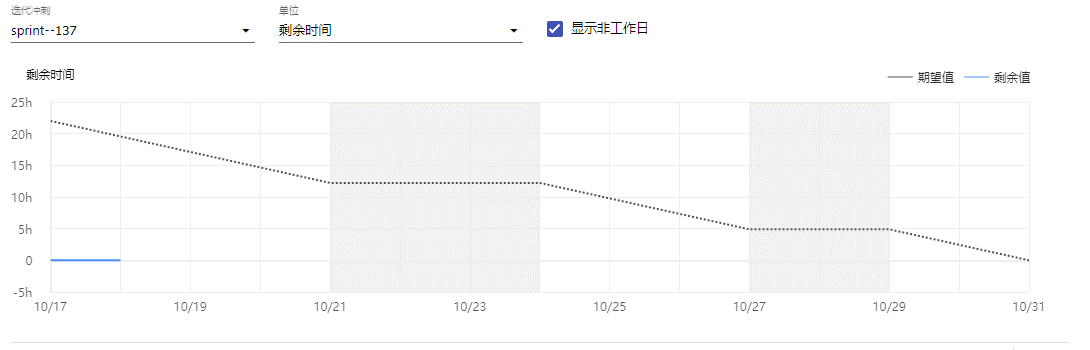 迭代冲刺
sprint--137
单位
剩余时间
显示非工作日
剩余时间
期望值
剩余值
25h
20h
15h
10h
5h
0
-5h
10/17
10/19
10/21
10/23
10/25
10/27
10/29
10/31